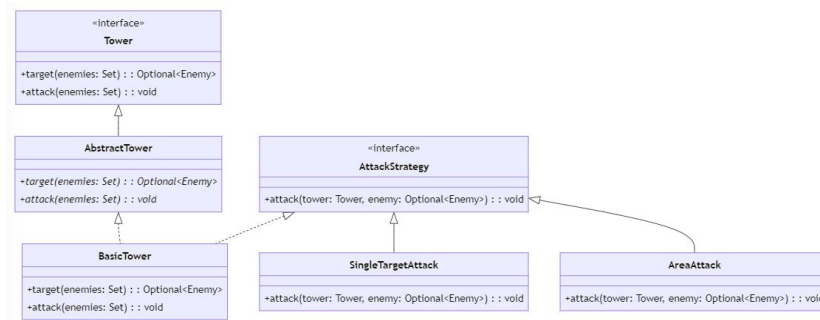 «interface»
Tower
+target(enemies: Set) : : Optional<Enemy>
+attack(enemies: Set) : : void
AbstractTower
+target(enemies: Set) : : Optional<Enemy>
+attack(enemies: Set) : : void
«interface»
AttackStrategy
+attack(tower: Tower, enemy: Optional<Enemy>) : : void
BasicTower
+target(enemies: Set) : : Optional<Enemy>
+attack(enemies: Set) : : void
SingleTargetAttack
+attack(tower: Tower, enemy: Optional<Enemy>) : : void
AreaAttack
+attack(tower: Tower, enemy: Optional<Enemy>) : : void